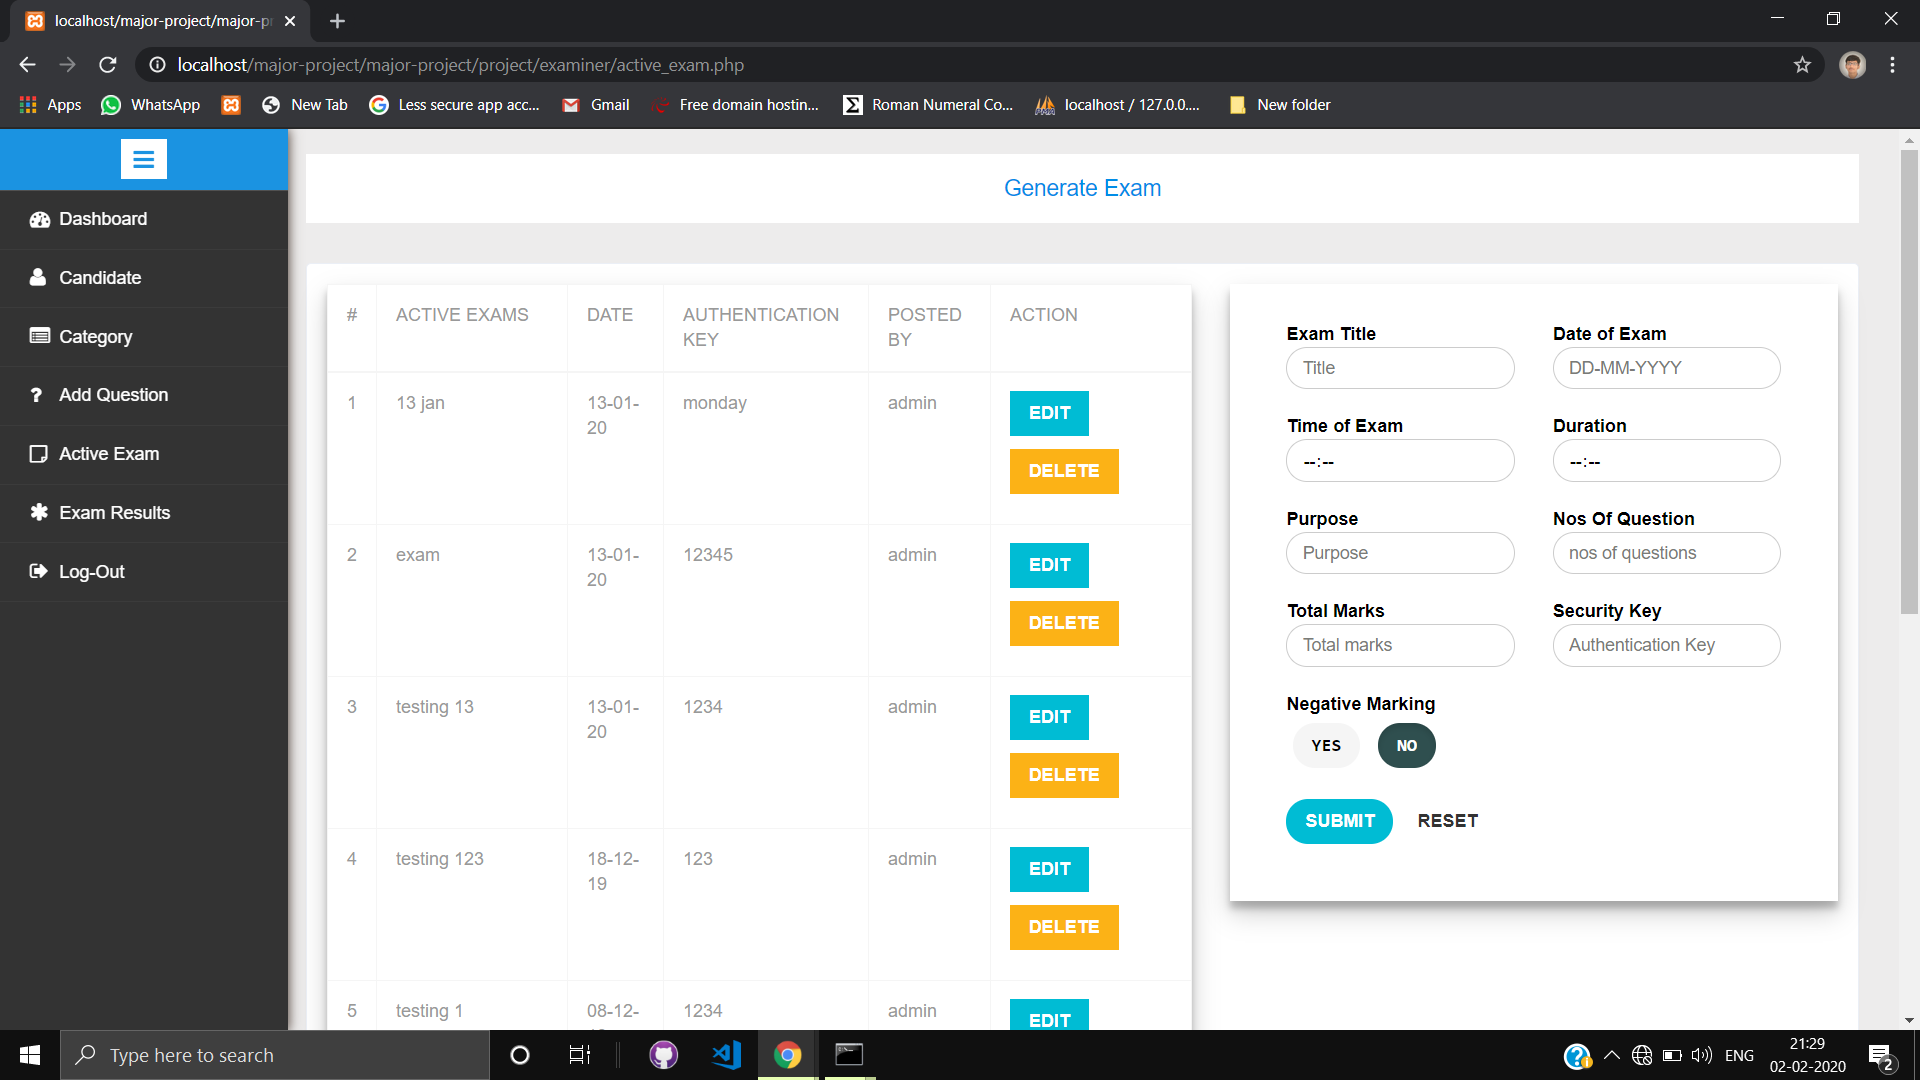 localhost/major-project/major-pr
localhost/major-project/major-project/project/examiner/active_exam.php
Apps WhatsApp New Tab Less secure app acc... Gmail Free domain hostin... Roman Numeral Co... localhost / 127.0.0.... New folder
Dashboard
Candidate
Category
Add Question
Active Exam
Exam Results
Log-Out
Generate Exam
# ACTIVE EXAMS DATE AUTHENTICATION KEY POSTED BY ACTION
1 13 jan 13-01-20 monday admin EDIT
DELETE
2 exam 13-01-20 12345 admin EDIT
DELETE
3 testing 13 13-01-20 1234 admin EDIT
DELETE
4 testing 123 18-12-19 123 admin EDIT
DELETE
5 testing 1 08-12- 1234 admin EDIT
Exam Title Date of Exam
Title DD-MM-YYYY
Time of Exam Duration
--:-- --:--
Purpose Nos Of Question
Purpose nos of questions
Total Marks Security Key
Total marks Authentication Key
Negative Marking
YES NO
SUBMIT RESET
Type here to search
ENG
21:29
02-02-2020
2